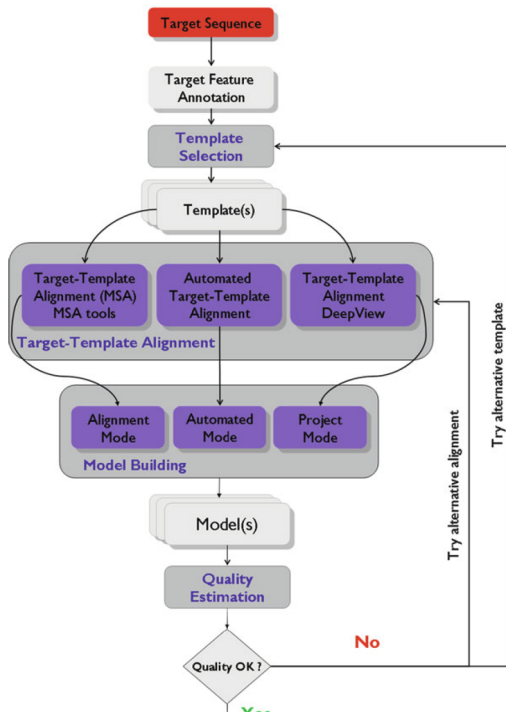 Target Sequence
Target Feature
Annotation
Template
Selection
Template(s)
Target-Template
Alignment (MSA)
MSA tools
Automated
Target-Template
Alignment
Target-Template
Alignment
DeepView
Target-Template Alignment
Alignment
Mode
Automated
Mode
Project
Mode
Model Building
Model(s)
Quality
Estimation
Quality OK ?
No
Try alternative alignment
Try alternative template